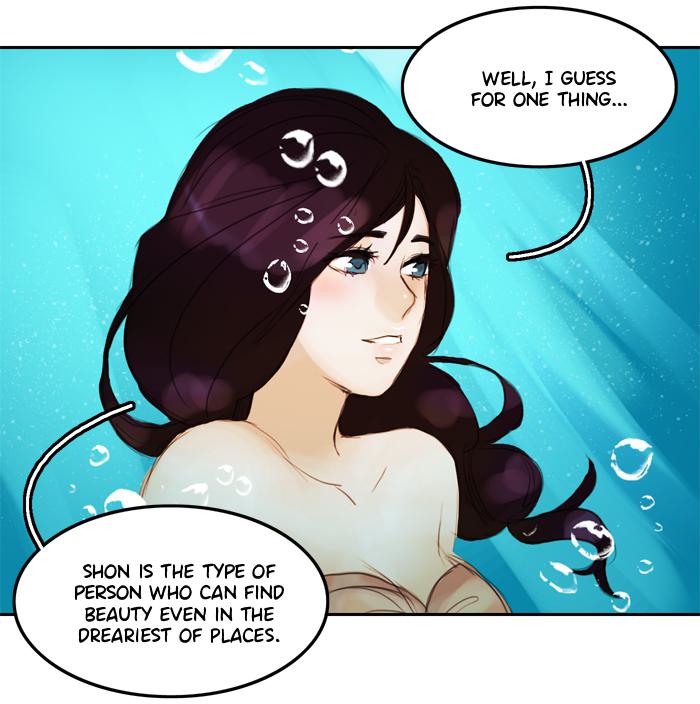 WELL, I GUESS
FOR ONE THING...
SHON IS THE TYPE OF
PERSON WHO CAN FIND
BEAUTY EVEN IN THE
DREARIEST OF PLACES.